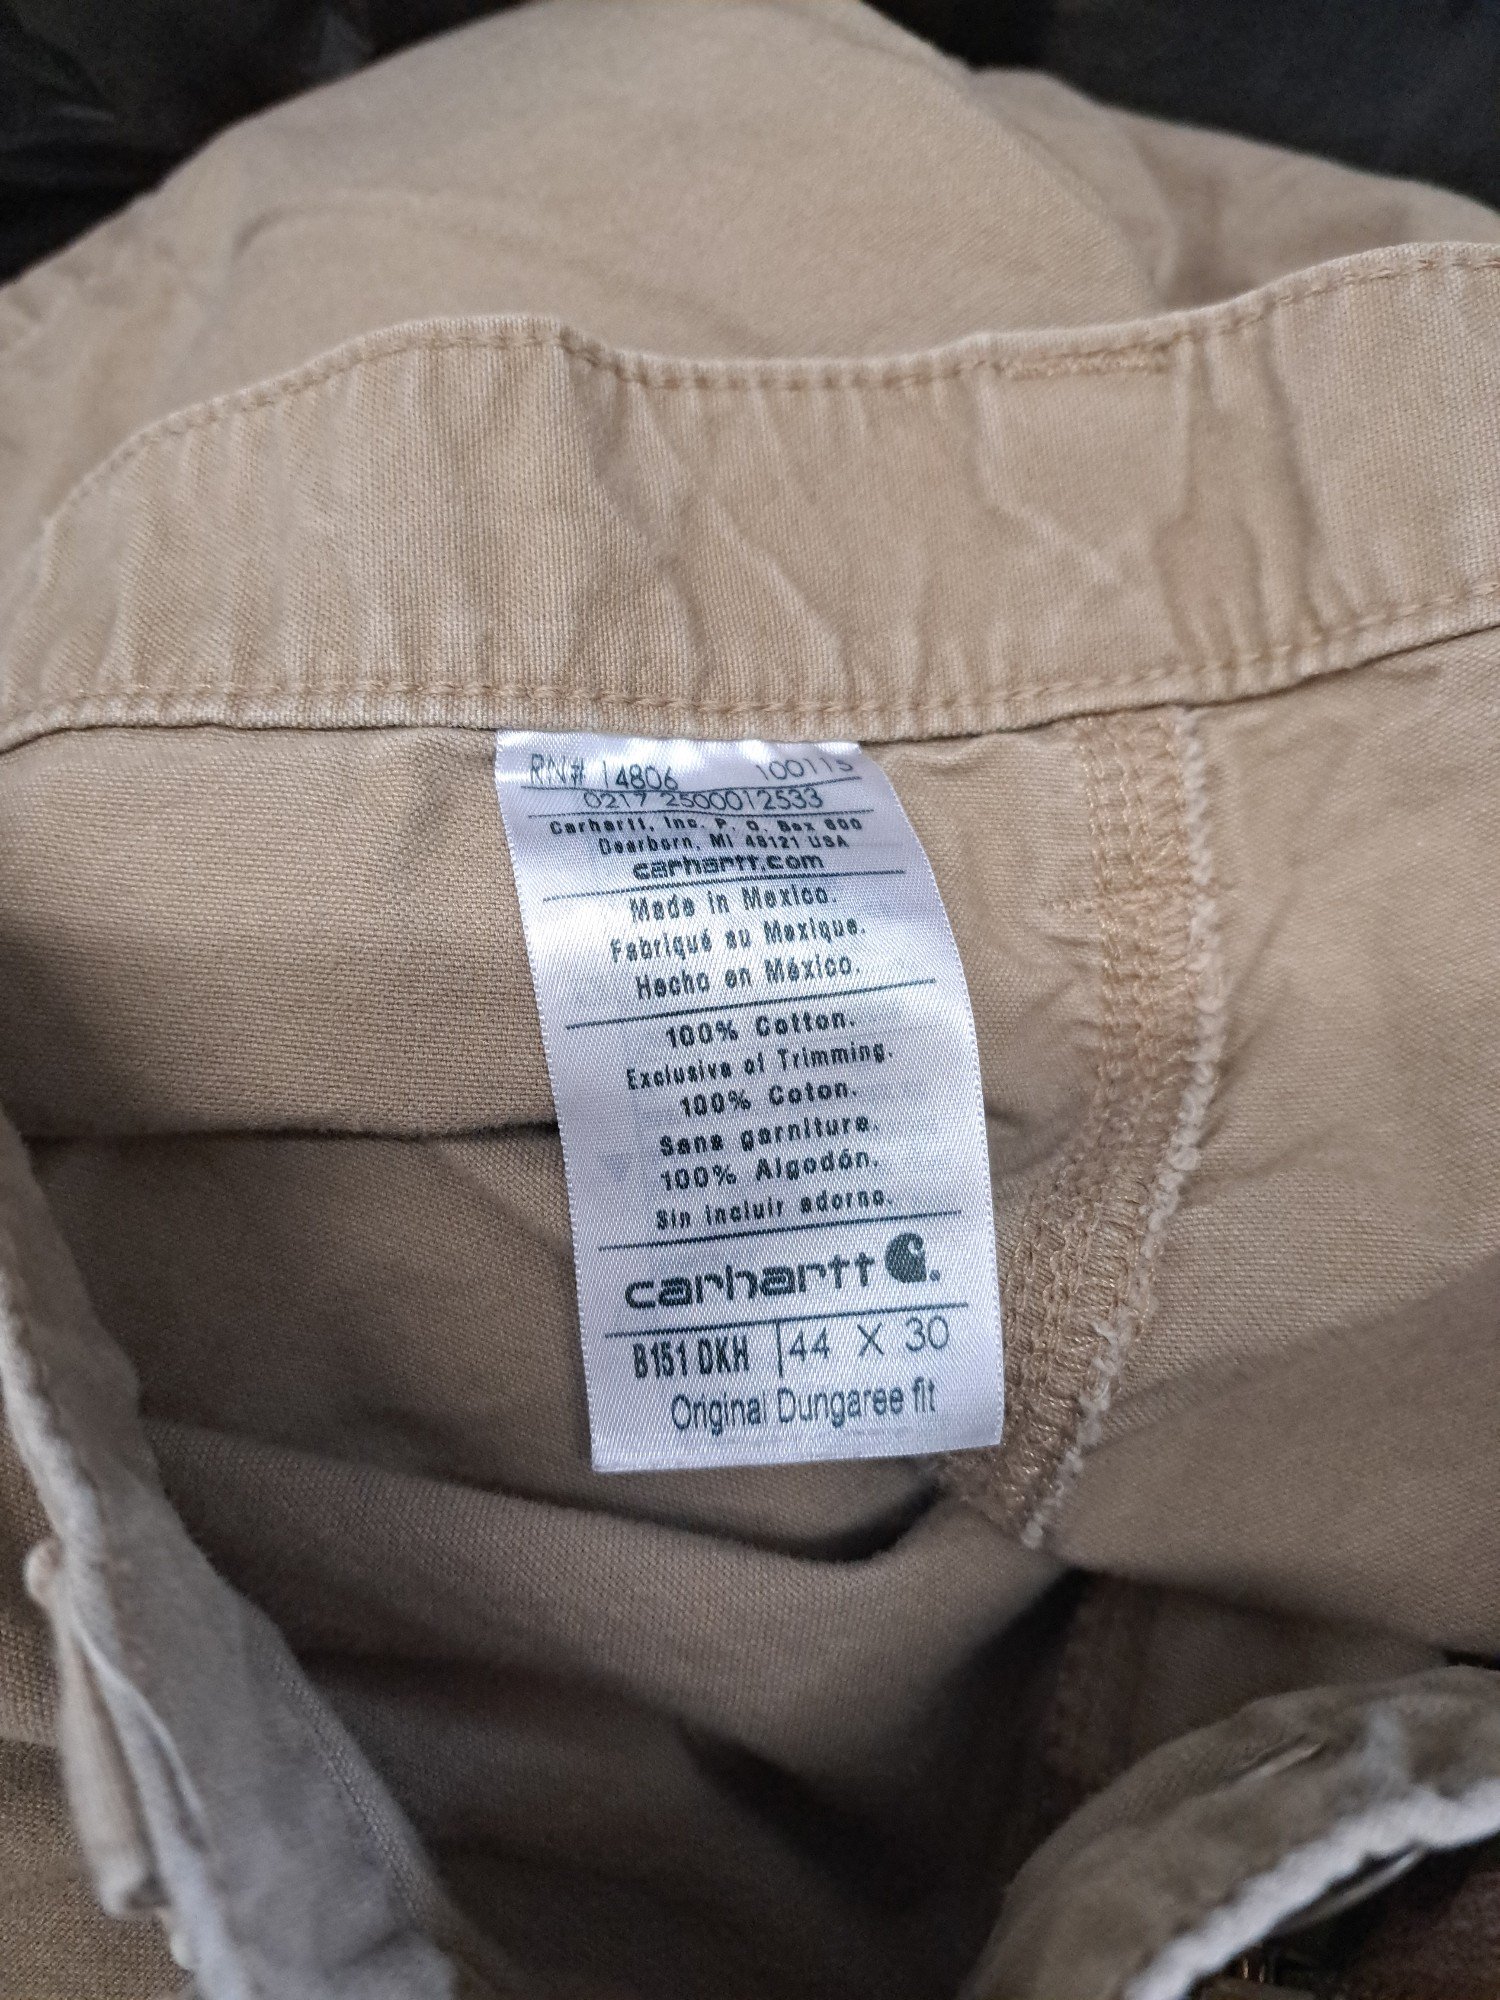 RN# 14806 100115
0217 2500012533
Carhartt, Inc. P. O. Box 600
Dearborn, MI 48121 USA
carhartt.com
Made in Mexico.
Fabriqué au Mexique.
Hecho en México.
100% Cotton.
Exclusive of Trimming.
100% Coton.
Sans garniture.
100% Algodón.
Sin incluir adorno.
carhartt
B151 DKH 44 X 30
Original Dungaree fit